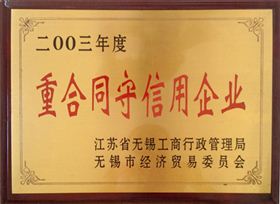 二00三年度
重合同守信用企业
江苏省无锡工商行政管理局
无锡市经济贸易委员会